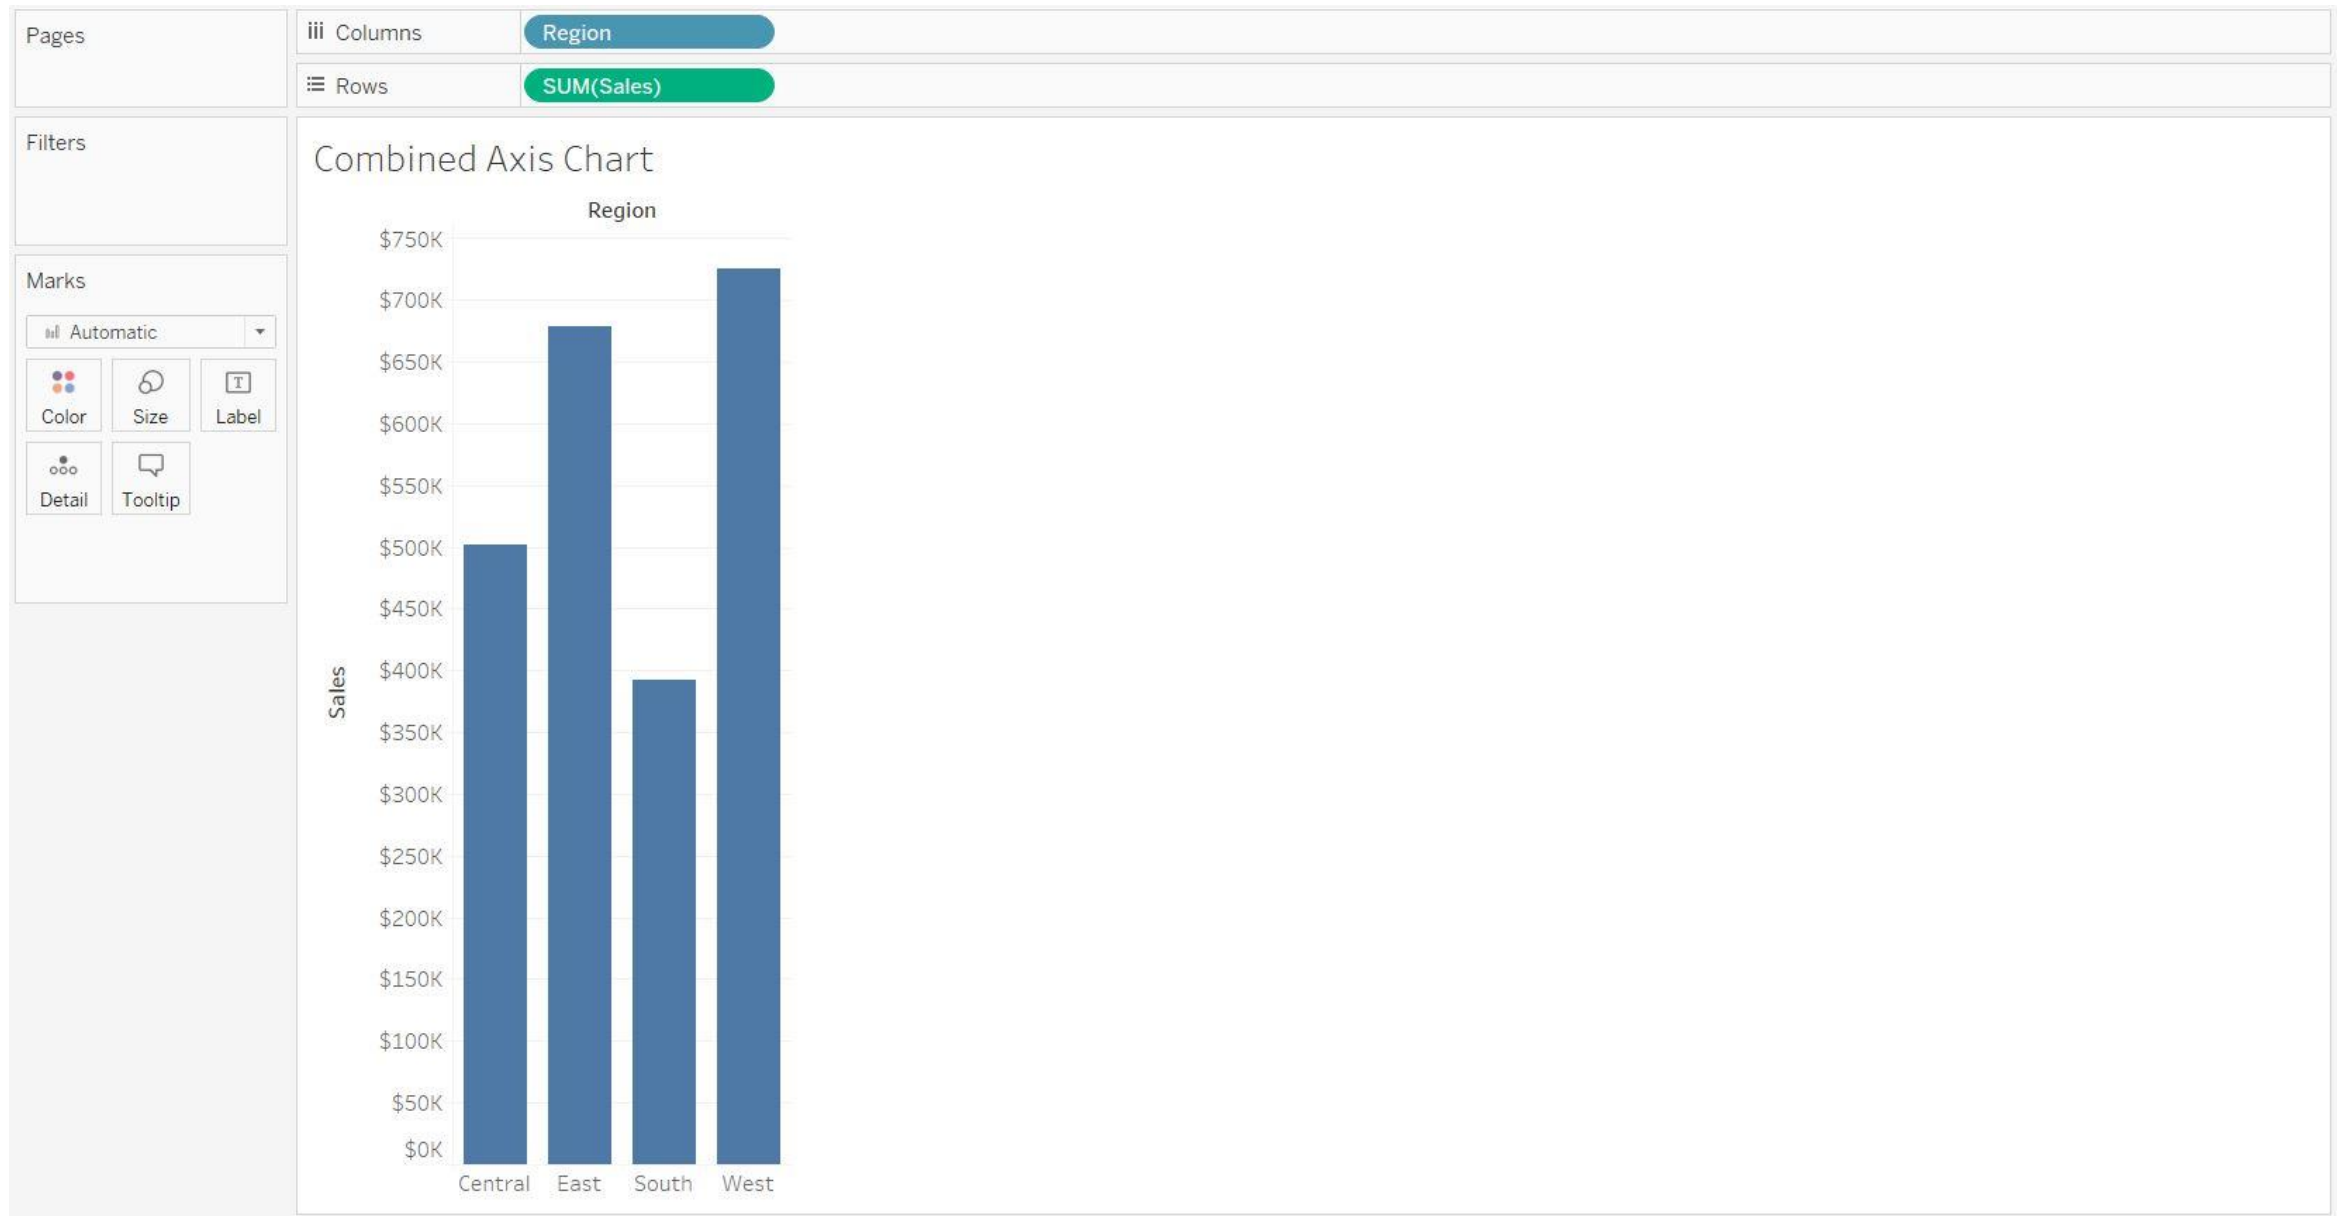 Pages
Columns
Region
Rows
SUM(Sales)
Filters
Marks
Automatic
Color
Size
Label
Detail
Tooltip
Combined Axis Chart
Region
$750K
$700K
$650K
$600K
$550K
$500K
$450K
$400K
$350K
$300K
$250K
$200K
$150K
$100K
$50K
$0K
Sales
Central East South West